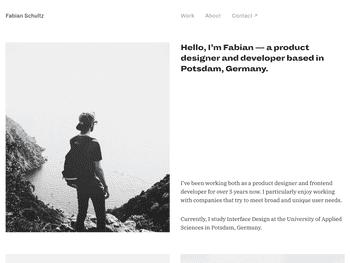 Fabian Schultz
Work About Contact ↗
Hello, I'm Fabian — a product
designer and developer based in
Potsdam, Germany.
I've been working both as a product designer and frontend
developer for over 5 years now. I particularly enjoy working
with companies that try to meet broad and unique user needs.
Currently, I study Interface Design at the University of Applied
Sciences in Potsdam, Germany.